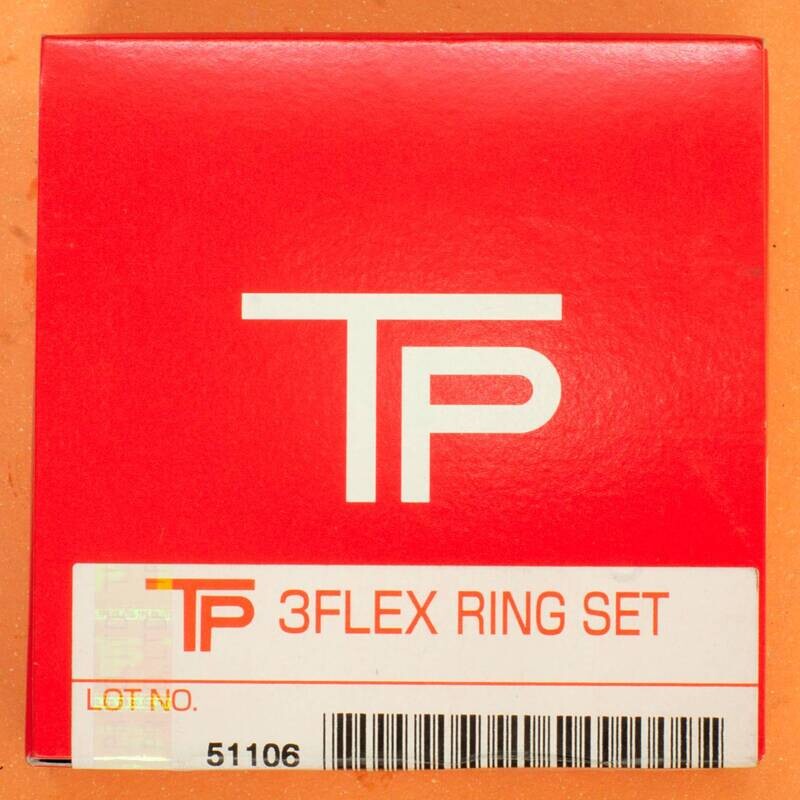 TP
TP 3FLEX RING SET
LOT NO.
51106